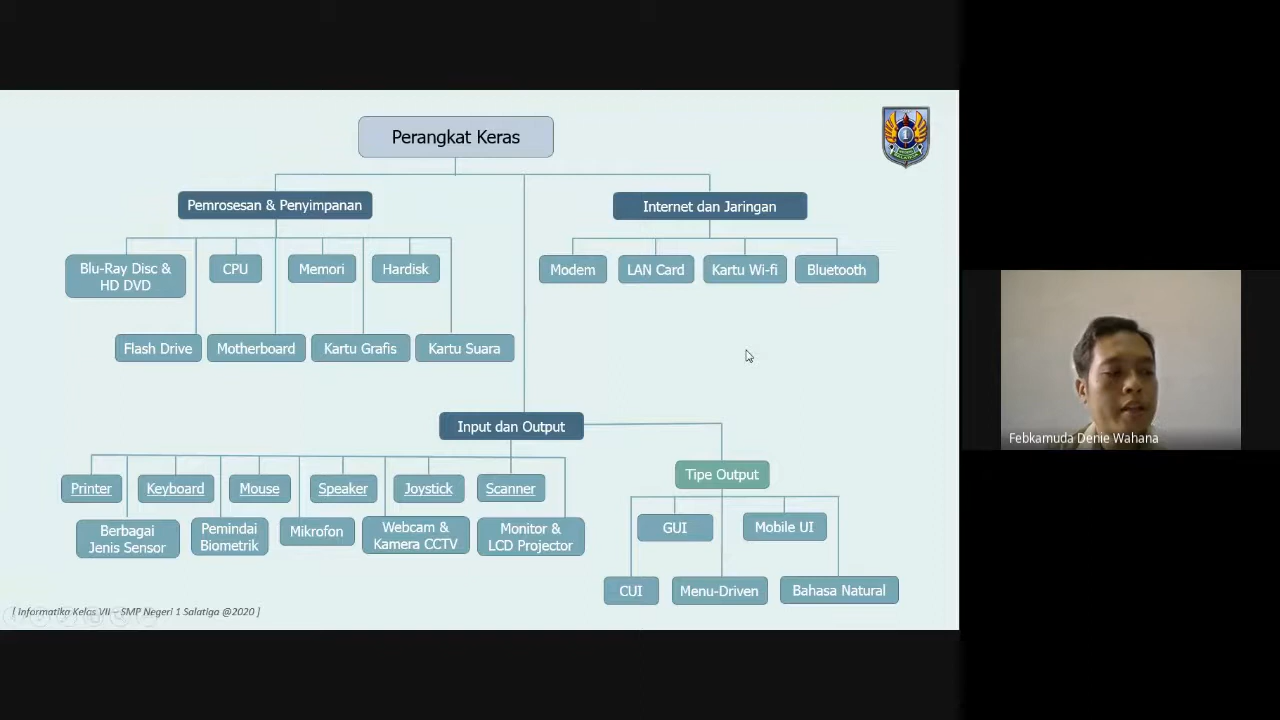 Perangkat Keras
Pemrosesan & Penyimpanan
Internet dan Jaringan
Blu-Ray Disc &
HD DVD
CPU
Memori
Hardisk
Modem
LAN Card
Kartu Wi-fi
Bluetooth
Flash Drive
Motherboard
Kartu Grafis
Kartu Suara
Input dan Output
Tipe Output
Printer
Keyboard
Mouse
Speaker
Joystick
Scanner
Berbagai
Jenis Sensor
Pemindai
Biometrik
Mikrofon
Webcam &
Kamera CCTV
Monitor &
LCD Projector
GUI
Mobile UI
CUI
Menu-Driven
Bahasa Natural
[ Informatika Kelas VII – SMP Negeri 1 Salatiga @2020 ]
1
Febkamuda Denie Wahana